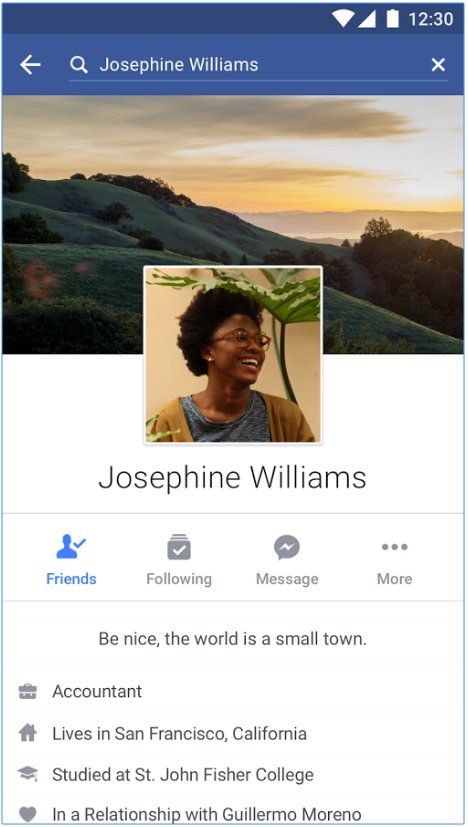 12:30
Josephine Williams
Josephine Williams
Friends Following Message More
Be nice, the world is a small town.
Accountant
Lives in San Francisco, California
Studied at St. John Fisher College
In a Relationship with Guillermo Moreno